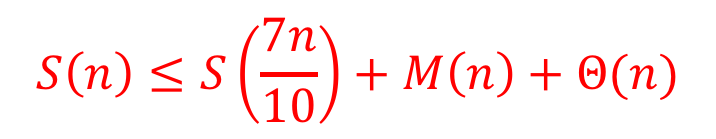 S(n) ≤ S(7n/10) + M(n) + Θ(n)